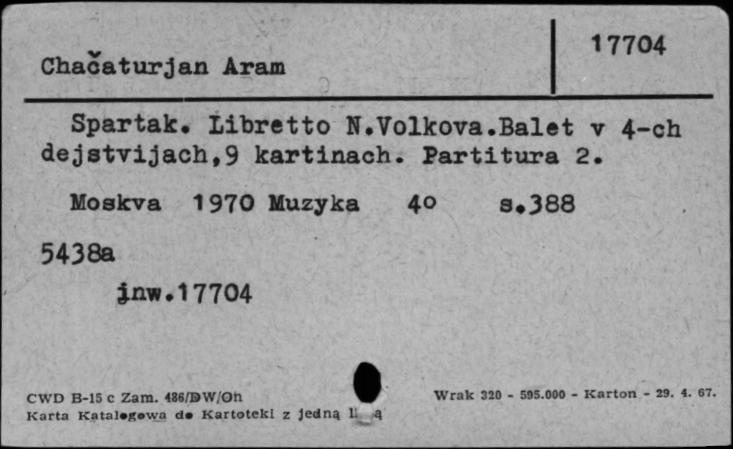 Chačaturjan Aram
17704
Spartak. Libretto N.Volkova.Balet v 4-ch
dejstvijach,9 kartinach. Partitura 2.
Moskva 1970 Muzyka 4o s.388
5438a
inw.17704
CWD B-15 c Zam. 486/DW/Oh
Wrak 320 - 595.000 - Karton - 29. 4. 67.
Karta Katalogowa do Kartoteki z jedną